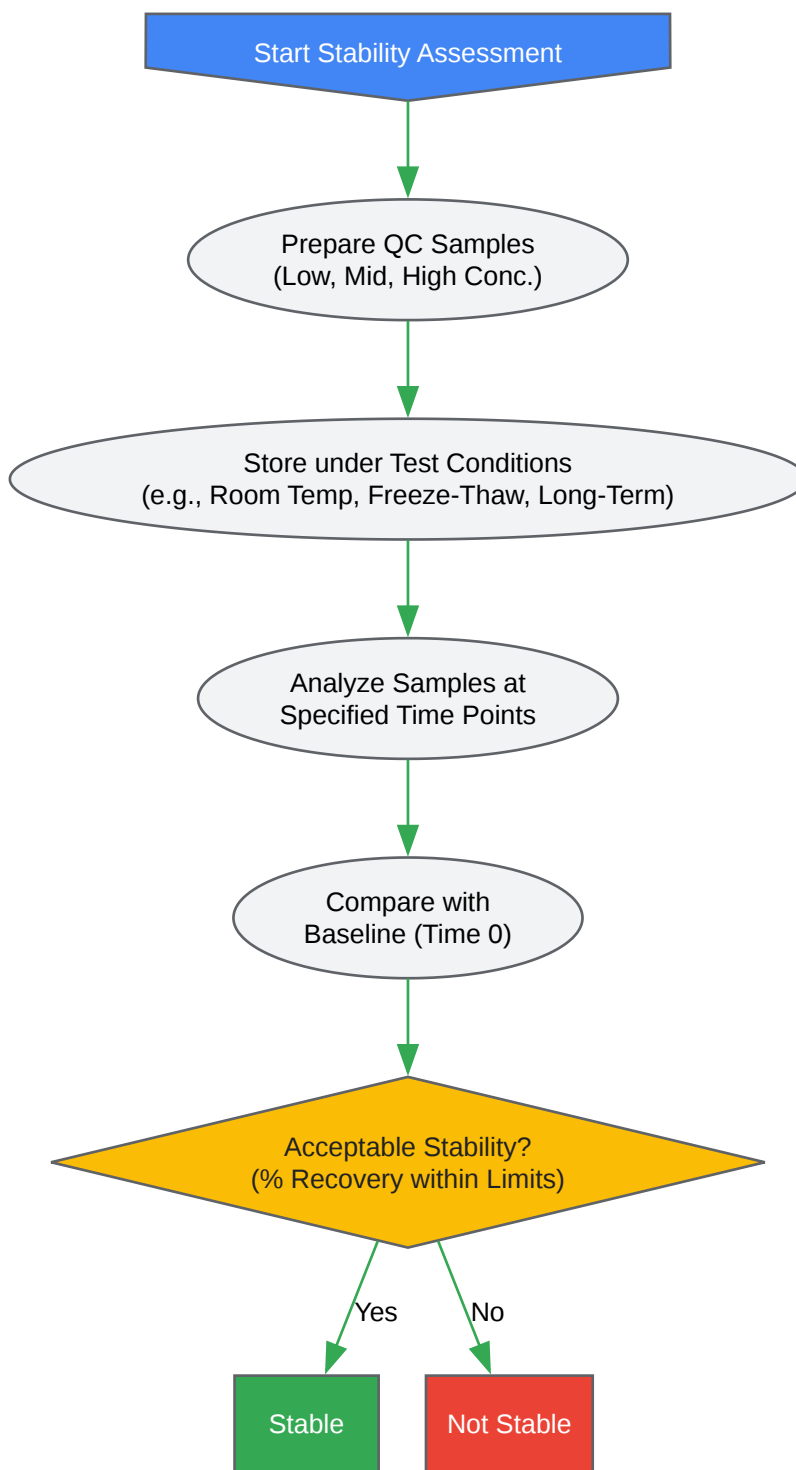 Start Stability Assessment
Prepare QC Samples
(Low, Mid, High Conc.)
Store under Test Conditions
(e.g., Room Temp, Freeze-Thaw, Long-Term)
Analyze Samples at
Specified Time Points
Compare with
Baseline (Time 0)
Acceptable Stability?
(% Recovery within Limits)
Yes
No
Stable
Not Stable